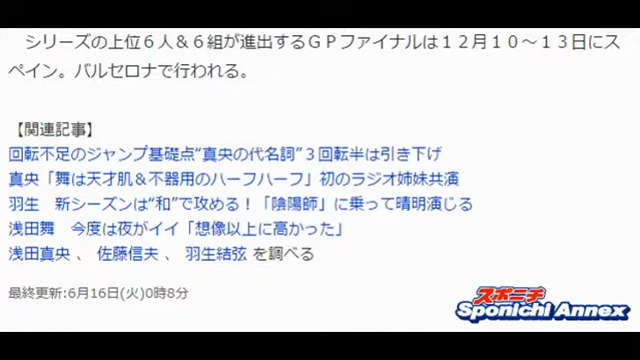 シリーズの上位６人＆６組が進出するＧＰファイナルは１２月１０～１３日にス
ペイン。バルセロナで行われる。
【関連記事】
回転不足のジャンプ基礎点“真央の代名詞”３回転半は引き下げ
真央「舞は天才肌＆不器用のハーフハーフ」初のラジオ姉妹共演
羽生　新シーズンは“和”で攻める！「陰陽師」に乗って晴明演じる
浅田舞　今度は夜がイイ「想像以上に高かった」
浅田真央 、 佐藤信夫 、 羽生結弦 を調べる
最終更新:6月16日(火)0時8分
スポニチ
Sponichi Annex